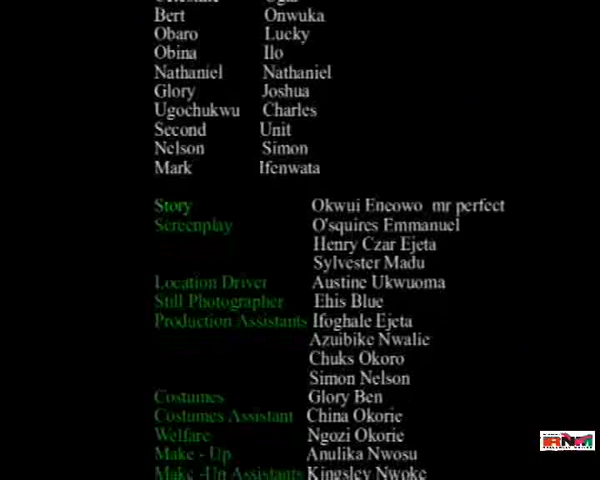 Bert Onwuka
Obaro Lucky
Obina Ilo
Nathaniel Nathaniel
Glory Joshua
Ugochukwu Charles
Second Unit
Nelson Simon
Mark Ifenwata
Story Okwui Eneowo mr perfect
Screenplay O'squires Emmanuel
Henry Czar Ejeta
Sylvester Madu
Location Driver Austine Ukwuoma
Still Photographer Ehis Blue
Production Assistants Ifoghale Ejeta
Azuibike Nwalie
Chuks Okoro
Simon Nelson
Costumes Glory Ben
Costumes Assistant China Okorie
Welfare Ngozi Okorie
Make - Up Anulika Nwosu
Make -Up Assistants Kingsley Nwoke